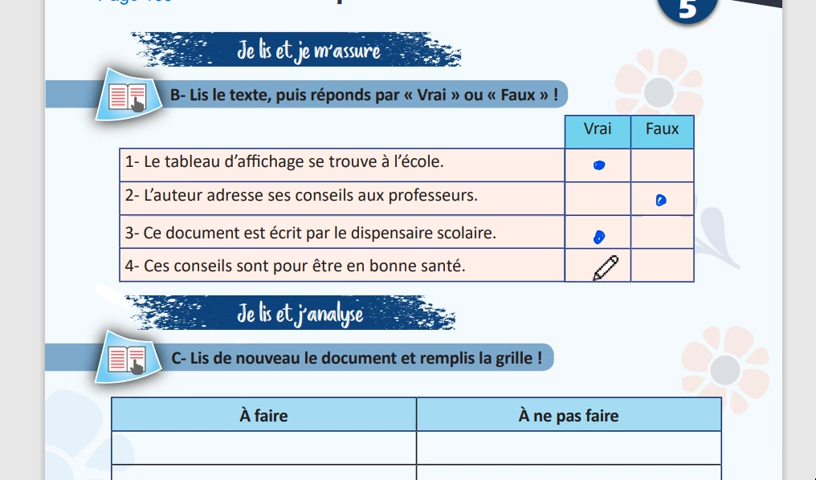 5
Je lis et je m'assure
B- Lis le texte, puis réponds par « Vrai » ou « Faux » !
Vrai Faux
1- Le tableau d'affichage se trouve à l'école.
2- L'auteur adresse ses conseils aux professeurs.
3- Ce document est écrit par le dispensaire scolaire.
4- Ces conseils sont pour être en bonne santé.
Je lis et j'analyse
C- Lis de nouveau le document et remplis la grille !
À faire À ne pas faire